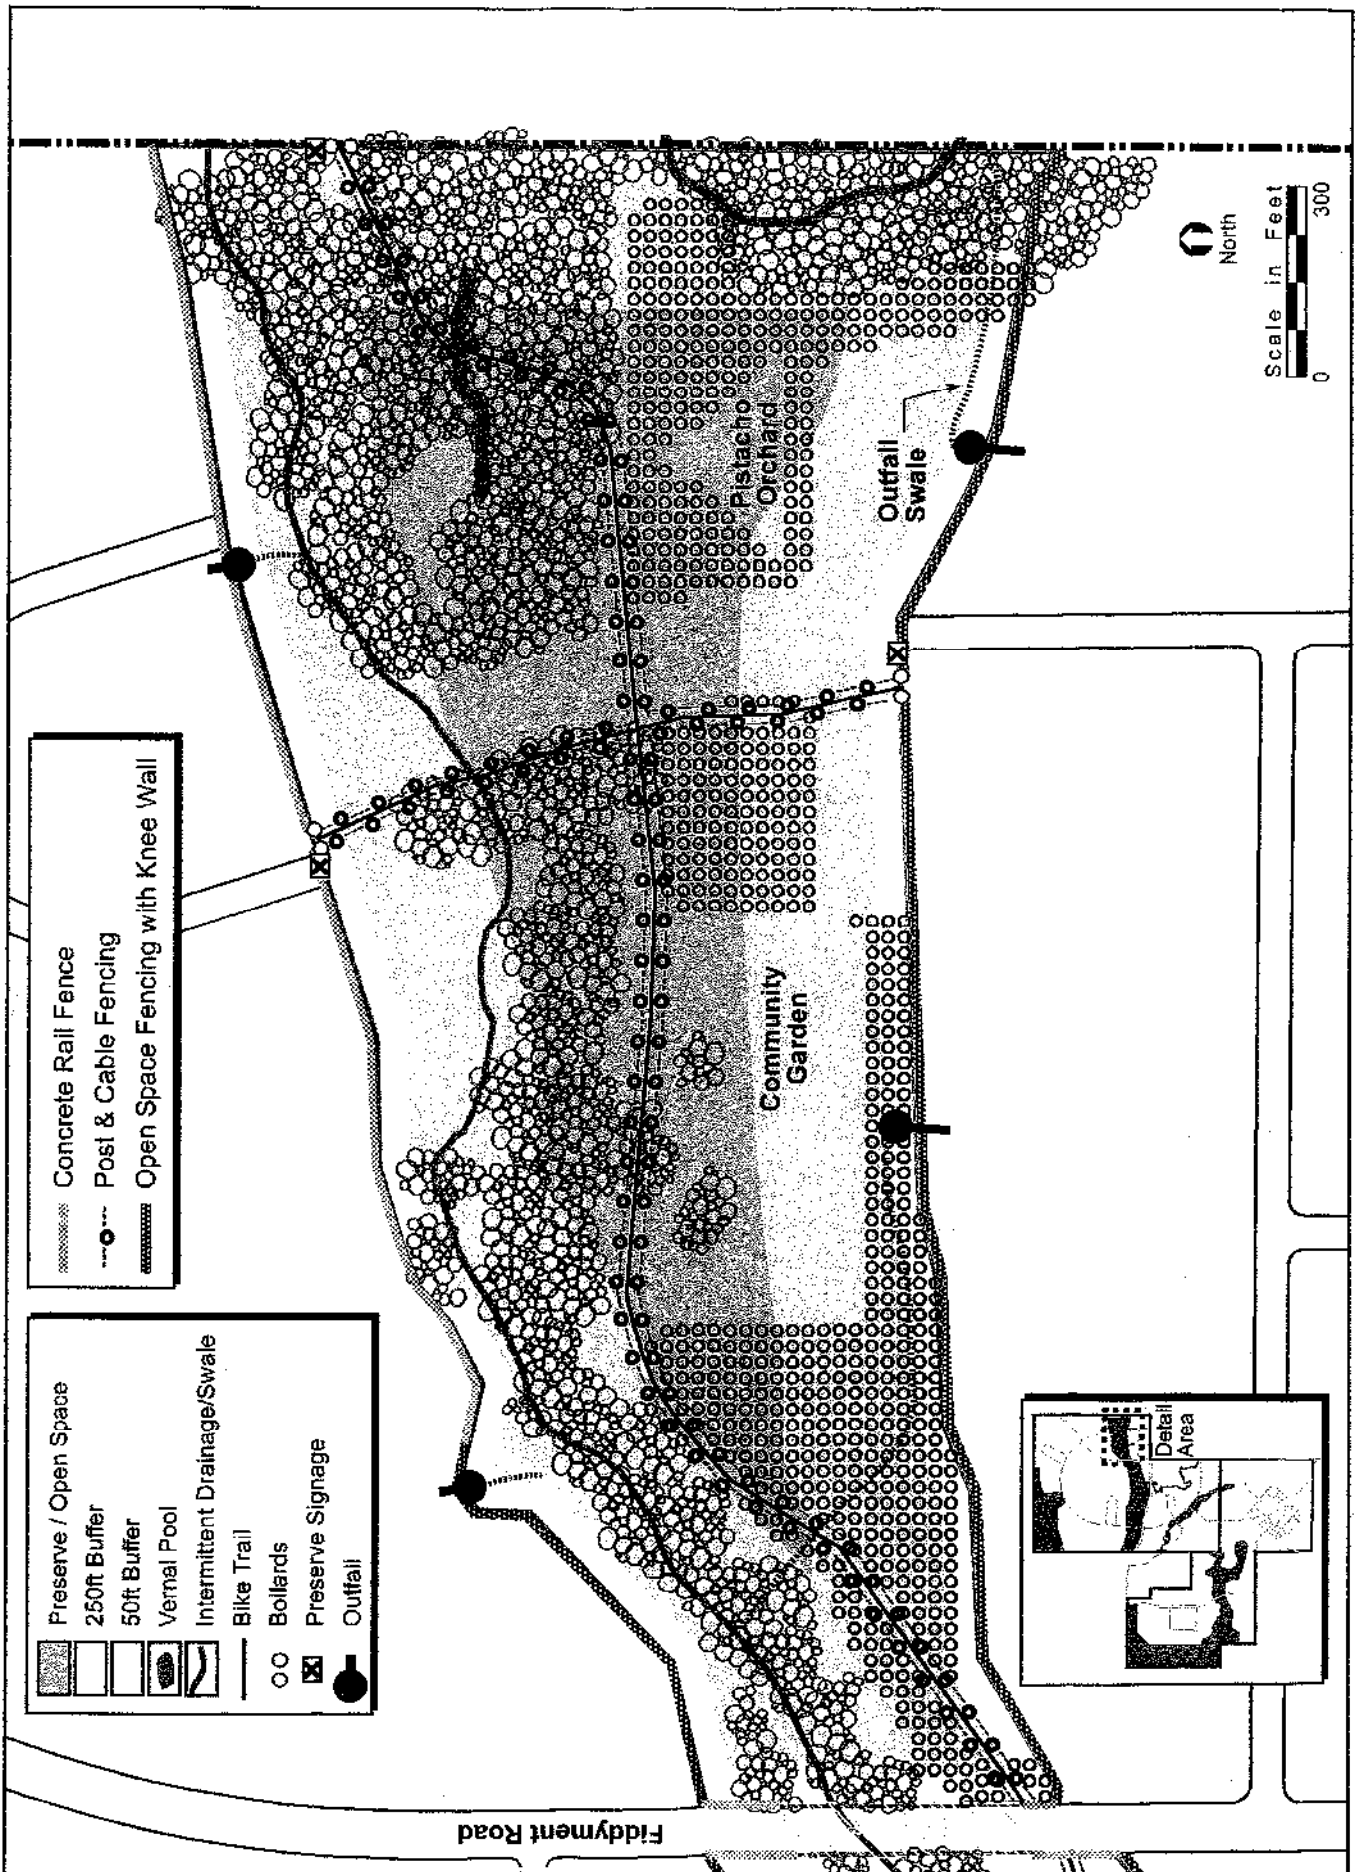 Preserve / Open Space
250ft Buffer
50ft Buffer
Vernal Pool
Intermittent Drainage/Swale
Bike Trail
Bollards
Preserve Signage
Outfall
Concrete Rail Fence
Post & Cable Fencing
Open Space Fencing with Knee Wall
Fiddyment Road
Community
Garden
Pistachio
Orchard
Outfall
Swale
Detail
Area
North
Scale in Feet
0
300